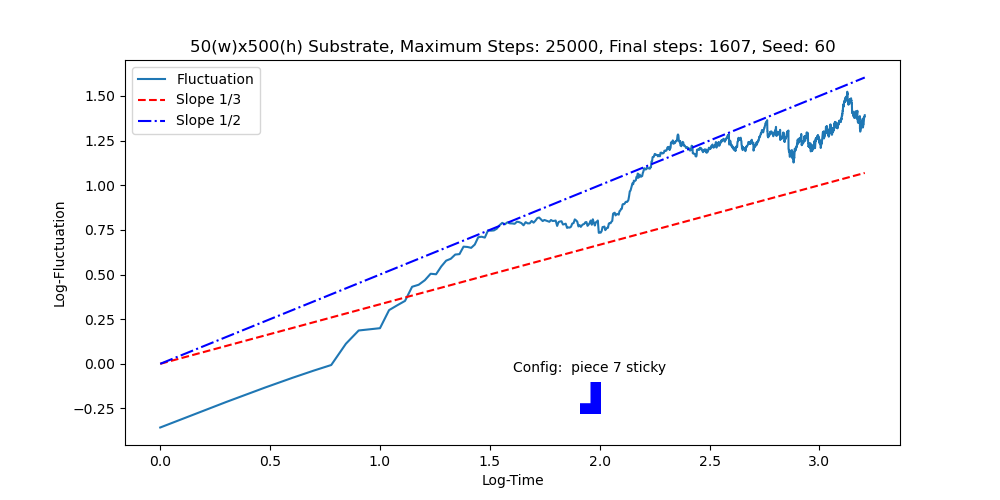 50(w)x500(h) Substrate, Maximum Steps: 25000, Final steps: 1607, Seed: 60
Fluctuation
Slope 1/3
Slope 1/2
1.50
1.25
1.00
0.75
0.50
0.25
0.00
−0.25
Log-Fluctuation
Config:  piece 7 sticky
0.0 0.5 1.0 1.5 2.0 2.5 3.0
Log-Time